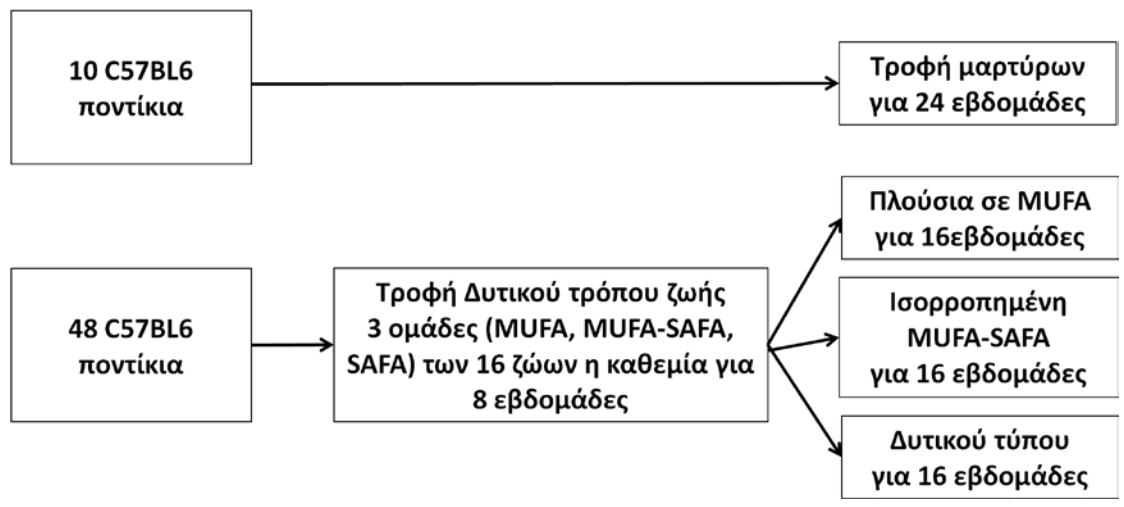 10 C57BL6
ποντίκια
Τροφή μαρτύρων
για 24 εβδομάδες
48 C57BL6
ποντίκια
Τροφή Δυτικού τρόπου ζωής
3 ομάδες (MUFA, MUFA-SAFA,
SAFA) των 16 ζώων η καθεμία για
8 εβδομάδες
Πλούσια σε MUFA
για 16εβδομάδες
Ισορροπημένη
MUFA-SAFA
για 16 εβδομάδες
Δυτικού τύπου
για 16 εβδομάδες